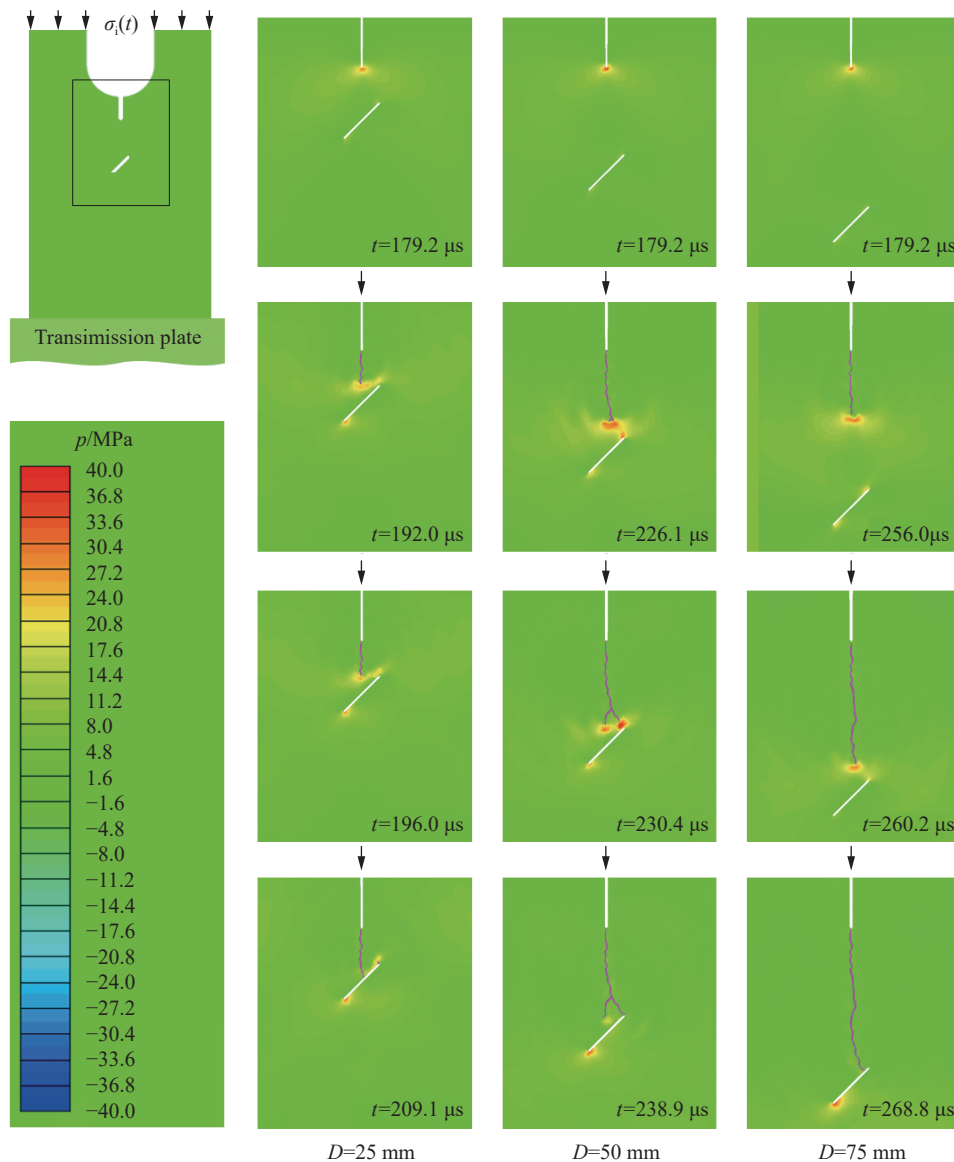 σi(t)
Transimission plate
p/MPa
40.0
36.8
33.6
30.4
27.2
24.0
20.8
17.6
14.4
11.2
8.0
4.8
1.6
−1.6
−4.8
−8.0
−11.2
−14.4
−17.6
−20.8
−24.0
−27.2
−30.4
−33.6
−36.8
−40.0
t=179.2 μs
t=179.2 μs
t=179.2 μs
t=192.0 μs
t=226.1 μs
t=256.0μs
t=196.0 μs
t=230.4 μs
t=260.2 μs
t=209.1 μs
t=238.9 μs
t=268.8 μs
D=25 mm
D=50 mm
D=75 mm